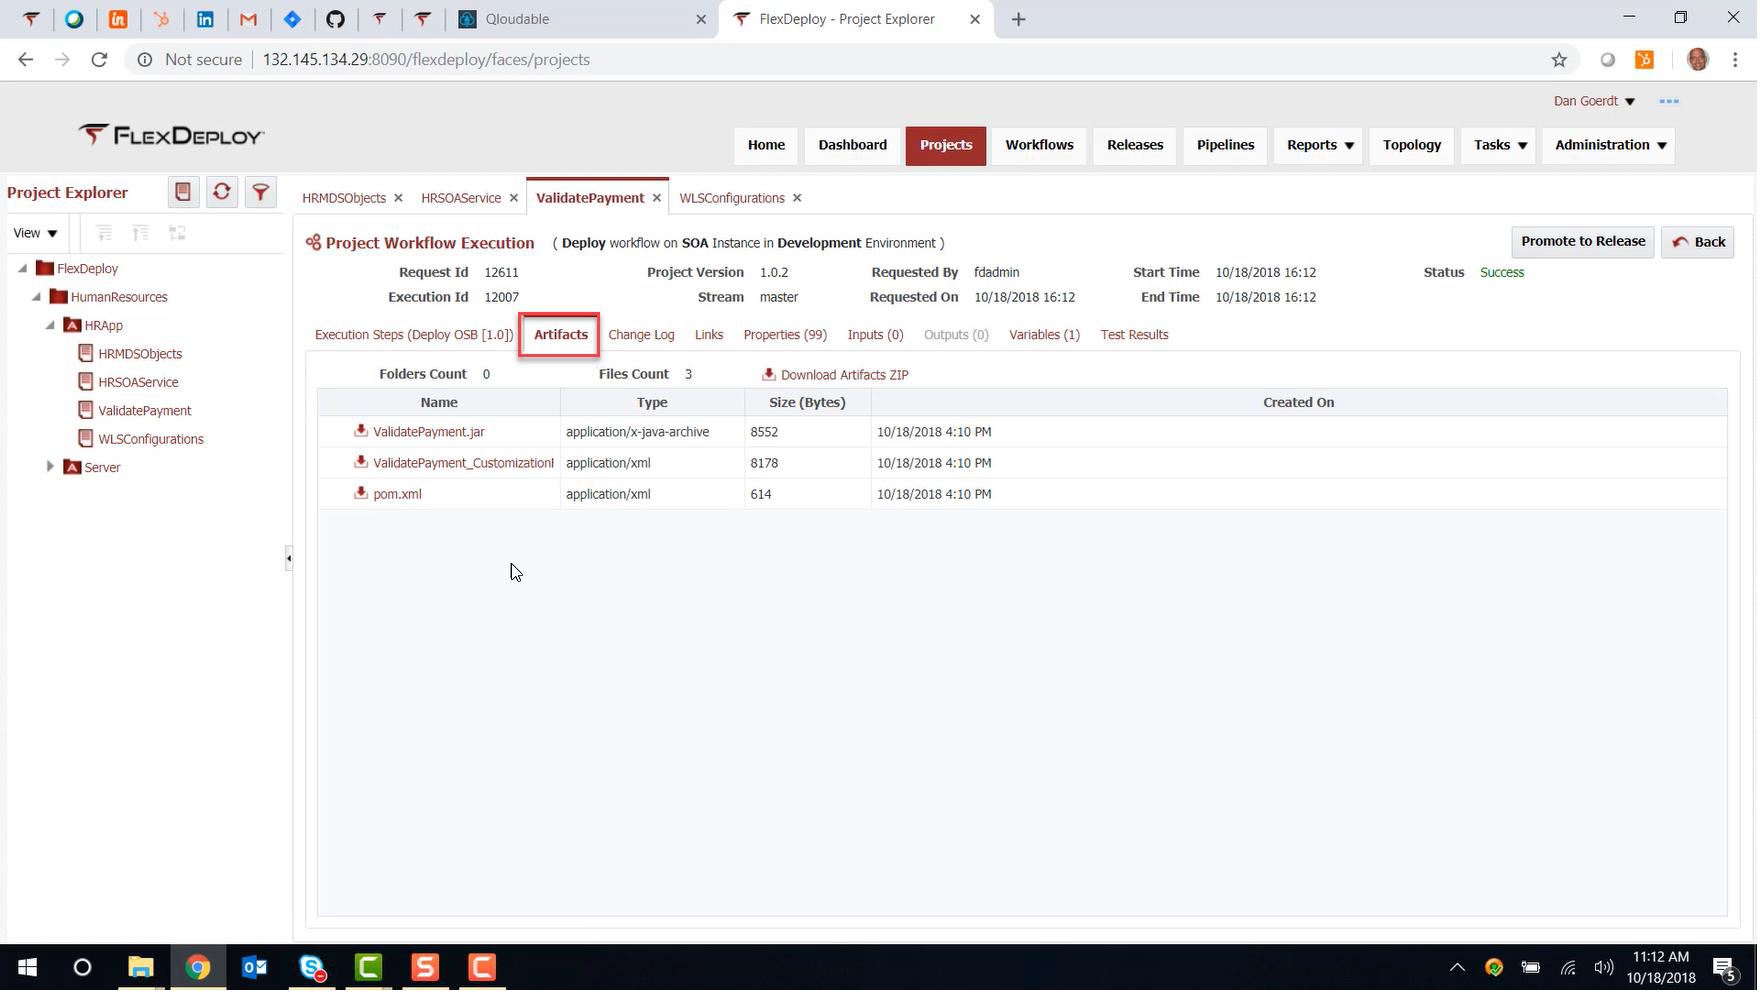 Qloudable
FlexDeploy - Project Explorer
Not secure 132.145.134.29:8090/flexdeploy/faces/projects
Dan Goerdt
FLEXDEPLOY
Home Dashboard Projects Workflows Releases Pipelines Reports Topology Tasks Administration
Project Explorer
View
FlexDeploy
HumanResources
HRApp
HRMDSObjects
HRSOAService
ValidatePayment
WLSConfigurations
Server
HRMDSObjects HRSOAService ValidatePayment WLSConfigurations
Project Workflow Execution ( Deploy workflow on SOA Instance in Development Environment )
Promote to Release Back
Request Id 12611 Project Version 1.0.2 Requested By fdadmin Start Time 10/18/2018 16:12 Status Success
Execution Id 12007 Stream master Requested On 10/18/2018 16:12 End Time 10/18/2018 16:12
Execution Steps (Deploy OSB [1.0]) Artifacts Change Log Links Properties (99) Inputs (0) Outputs (0) Variables (1) Test Results
Folders Count 0 Files Count 3 Download Artifacts ZIP
Name Type Size (Bytes) Created On
ValidatePayment.jar application/x-java-archive 8552 10/18/2018 4:10 PM
ValidatePayment_Customization application/xml 8178 10/18/2018 4:10 PM
pom.xml application/xml 614 10/18/2018 4:10 PM
11:12 AM
10/18/2018
5